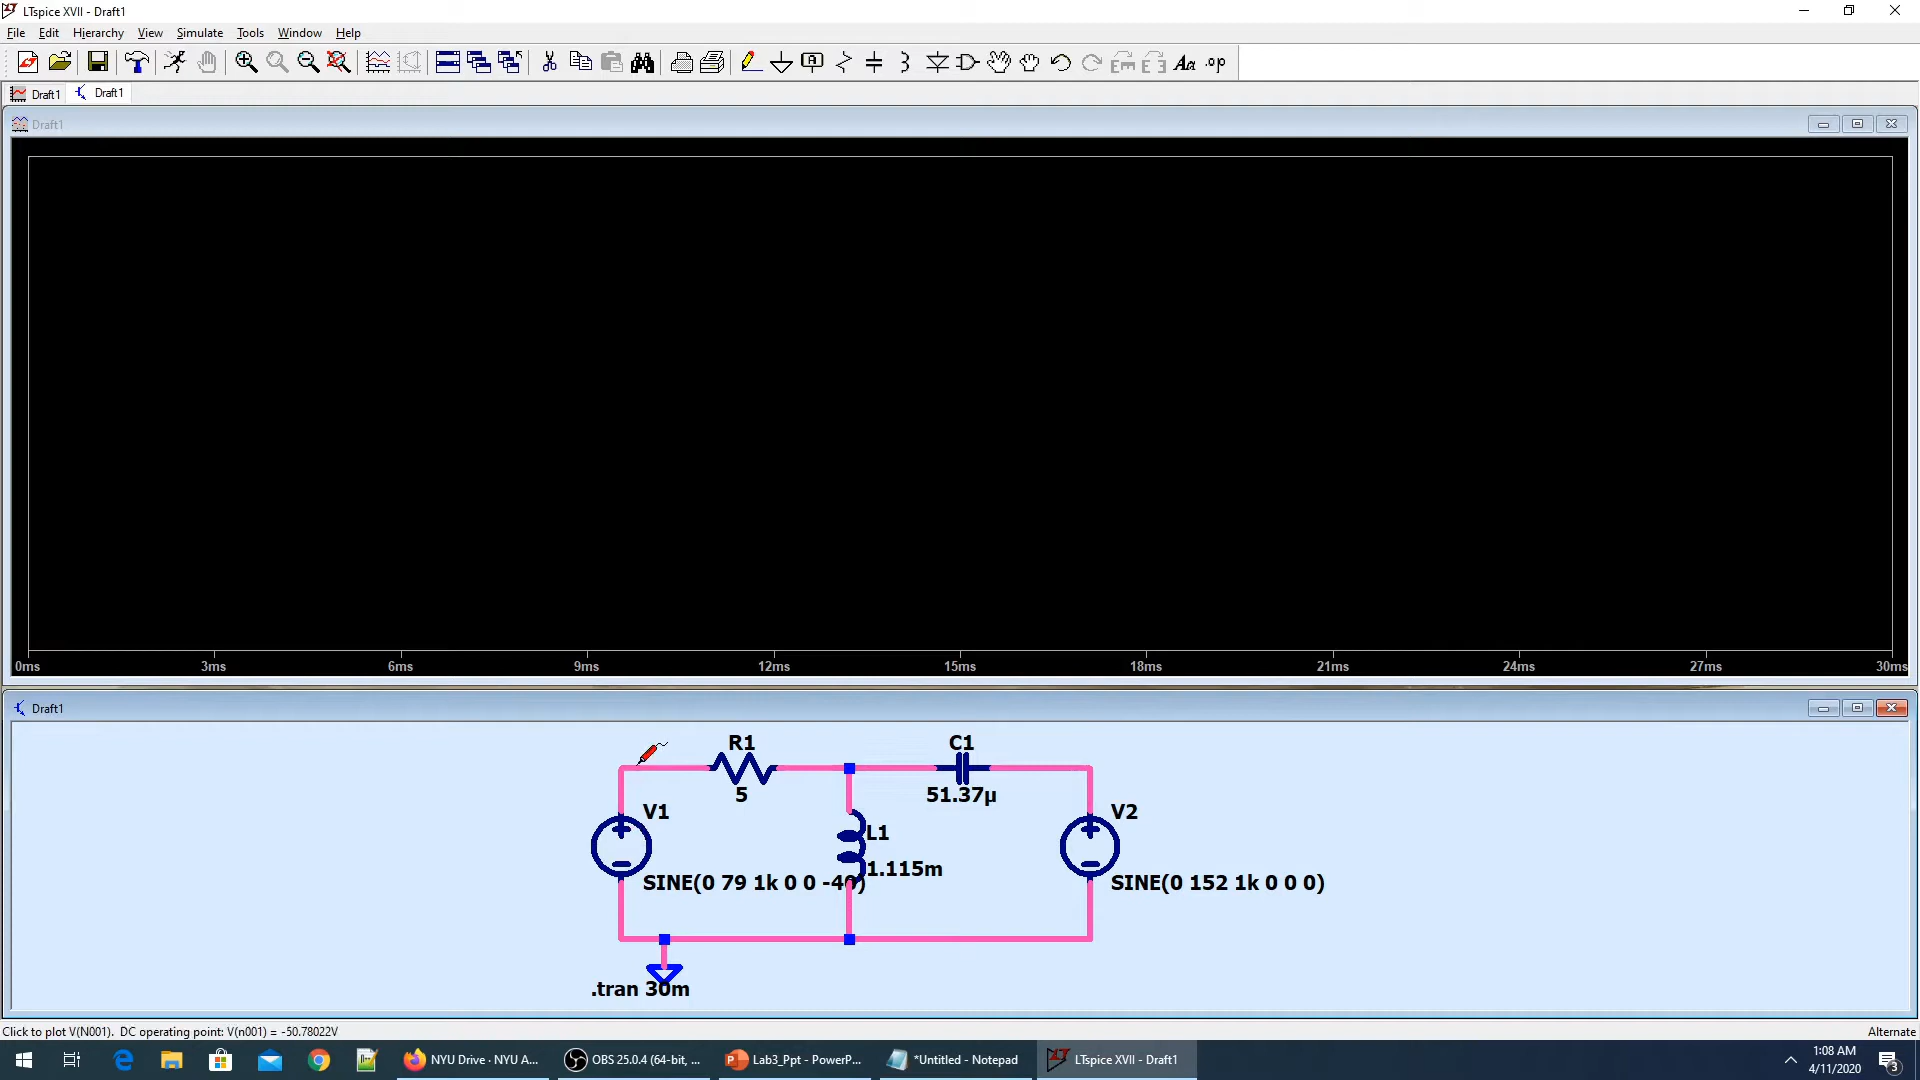 LTspice XVII - Draft1
File Edit Hierarchy View Simulate Tools Window Help
Draft1 Draft1
Draft1
0ms 3ms 6ms 9ms 12ms 15ms 18ms 21ms 24ms 27ms 30ms
Draft1
R1 C1
5 51.37µ
V1 V2
L1
1.115m
SINE(0 79 1k 0 0 -40) SINE(0 152 1k 0 0 0)
.tran 30m
Click to plot V(N001).  DC operating point: V(n001) = -50.78022V Alternate
NYU Drive · NYU A... OBS 25.0.4 (64-bit, ... Lab3_Ppt - PowerP... *Untitled - Notepad LTspice XVII - Draft1 1:08 AM
4/11/2020 3